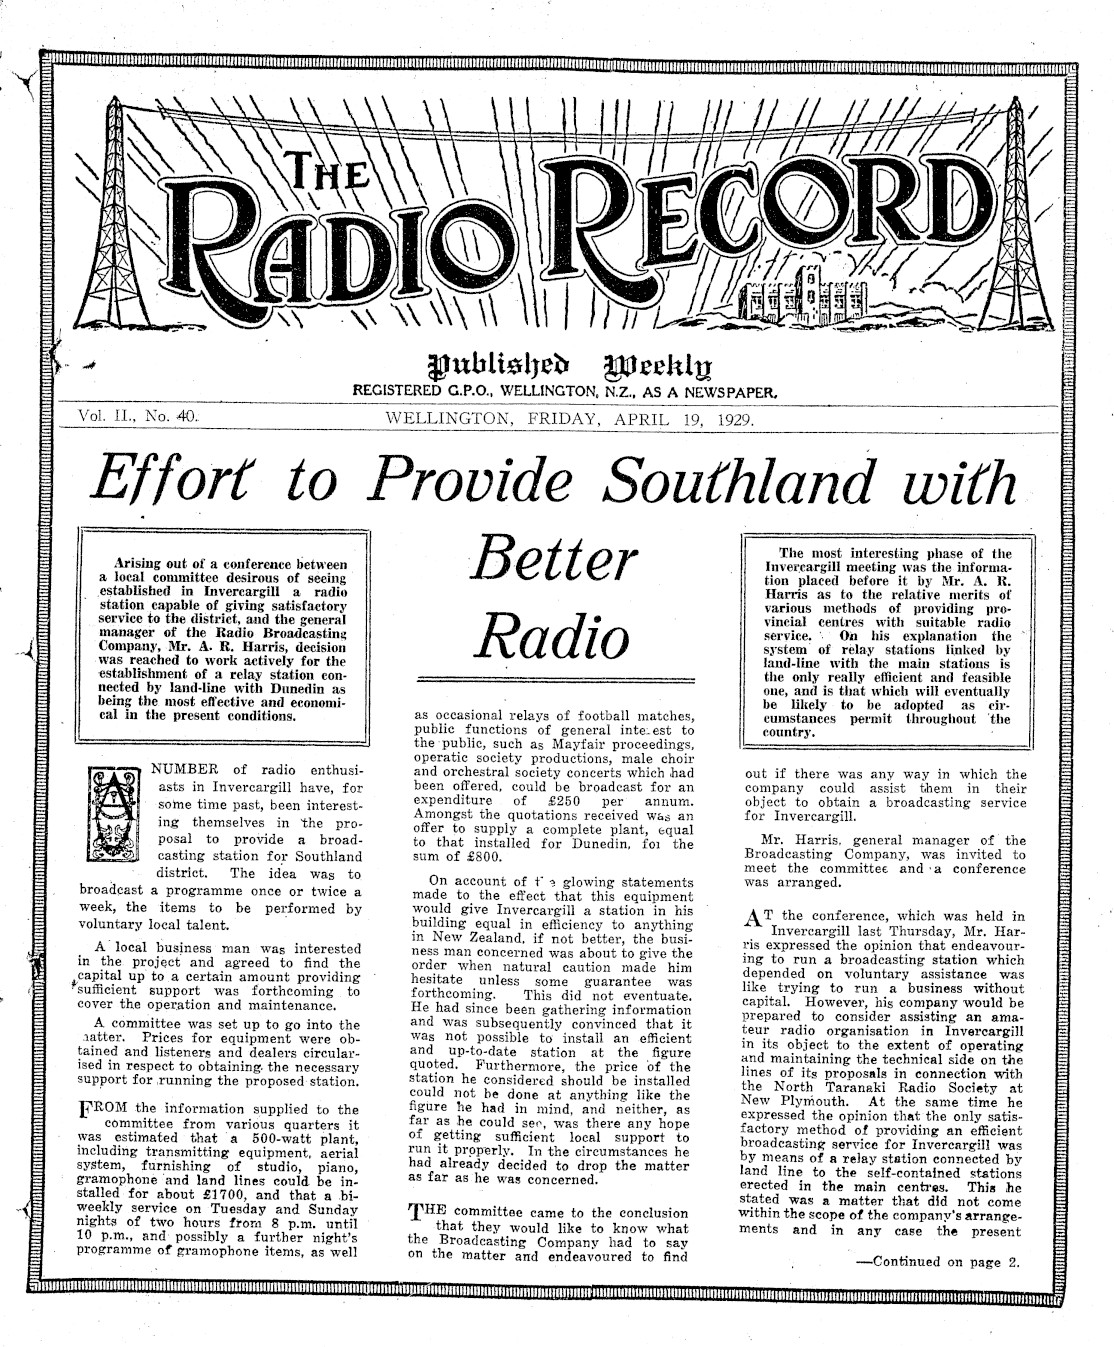 THE
RADIO RECORD
Published Weekly
REGISTERED G.P.O., WELLINGTON, N.Z., AS A NEWSPAPER.
Vol. II., No. 40.
WELLINGTON, FRIDAY, APRIL 19, 1929.
Effort to Provide Southland with
Better
Radio
Arising out of a conference between
a local committee desirous of seeing
established in Invercargill a radio
station capable of giving satisfactory
service to the district, and the general
manager of the Radio Broadcasting
Company, Mr. A. R. Harris, decision
was reached to work actively for the
establishment of a relay station con-
nected by land-line with Dunedin as
being the most effective and economi-
cal in the present conditions.
A NUMBER of radio enthusi-
asts in Invercargill have, for
some time past, been interest-
ing themselves in the pro-
posal to provide a broad-
casting station for Southland
district. The idea was to
broadcast a programme once or twice a
week, the items to be performed by
voluntary local talent.
A local business man was interested
in the project and agreed to find the
capital up to a certain amount providing
sufficient support was forthcoming to
cover the operation and maintenance.
A committee was set up to go into the
matter. Prices for equipment were ob-
tained and listeners and dealers circular-
ised in respect to obtaining the necessary
support for running the proposed station.
FROM the information supplied to the
committee from various quarters it
was estimated that a 500-watt plant,
including transmitting equipment, aerial
system, furnishing of studio, piano,
gramophone and land lines could be in-
stalled for about £1700, and that a bi-
weekly service on Tuesday and Sunday
nights of two hours from 8 p.m. until
10 p.m., and possibly a further night's
programme of gramophone items, as well
as occasional relays of football matches,
public functions of general interest to
the public, such as Mayfair proceedings,
operatic society productions, male choir
and orchestral society concerts which had
been offered, could be broadcast for an
expenditure of £250 per annum.
Amongst the quotations received was an
offer to supply a complete plant, equal
to that installed for Dunedin, for the
sum of £800.
On account of the glowing statements
made to the effect that this equipment
would give Invercargill a station in his
building equal in efficiency to anything
in New Zealand, if not better, the busi-
ness man concerned was about to give the
order when natural caution made him
hesitate unless some guarantee was
forthcoming. This did not eventuate.
He had since been gathering information
and was subsequently convinced that it
was not possible to install an efficient
and up-to-date station at the figure
quoted. Furthermore, the price of the
station he considered should be installed
could not be done at anything like the
figure he had in mind, and neither, as
far as he could see, was there any hope
of getting sufficient local support to
run it properly. In the circumstances he
had already decided to drop the matter
as far as he was concerned.
THE committee came to the conclusion
that they would like to know what
the Broadcasting Company had to say
on the matter and endeavoured to find
The most interesting phase of the
Invercargill meeting was the informa-
tion placed before it by Mr. A. R.
Harris as to the relative merits of
various methods of providing pro-
vincial centres with suitable radio
service. On his explanation the
system of relay stations linked by
land-line with the main stations is
the only really efficient and feasible
one, and is that which will eventually
be likely to be adopted as cir-
cumstances permit throughout the
country.
out if there was any way in which the
company could assist them in their
object to obtain a broadcasting service
for Invercargill.
Mr. Harris, general manager of the
Broadcasting Company, was invited to
meet the committee and a conference
was arranged.
AT the conference, which was held in
Invercargill last Thursday, Mr. Har-
ris expressed the opinion that endeavour-
ing to run a broadcasting station which
depended on voluntary assistance was
like trying to run a business without
capital. However, his company would be
prepared to consider assisting an ama-
teur radio organisation in Invercargill
in its object to the extent of operating
and maintaining the technical side on the
lines of its proposals in connection with
the North Taranaki Radio Society at
New Plymouth. At the same time he
expressed the opinion that the only satis-
factory method of providing an efficient
broadcasting service for Invercargill was
by means of a relay station connected by
land line to the self-contained stations
erected in the main centres. This he
stated was a matter that did not come
within the scope of the company's arrange-
ments and in any case the present
—Continued on page 2.